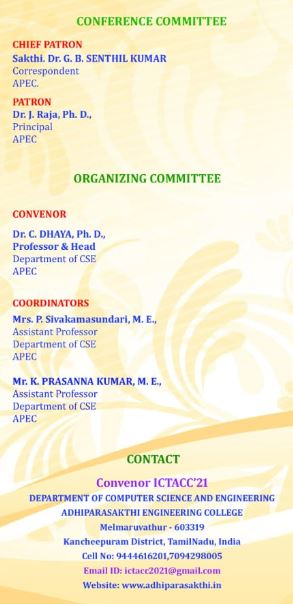 CONFERENCE COMMITTEE
CHIEF PATRON
Sakthi. Dr. G. B. SENTHIL KUMAR
Correspondent
APEC.
PATRON
Dr. J. Raja, Ph. D.,
Principal
APEC
ORGANIZING COMMITTEE
CONVENOR
Dr. C. DHAYA, Ph. D.,
Professor & Head
Department of CSE
APEC
COORDINATORS
Mrs. P. Sivakamasundari, M. E.,
Assistant Professor
Department of CSE
APEC
Mr. K. PRASANNA KUMAR, M. E.,
Assistant Professor
Department of CSE
APEC
CONTACT
Convenor ICTACC'21
DEPARTMENT OF COMPUTER SCIENCE AND ENGINEERING
ADHIPARASAKTHI ENGINEERING COLLEGE
Melmaruvathur - 603319
Kancheepuram District, TamilNadu, India
Cell No: 9444616201,7094298005
Email ID: ictacc2021@gmail.com
Website: www.adhiparasakthi.in